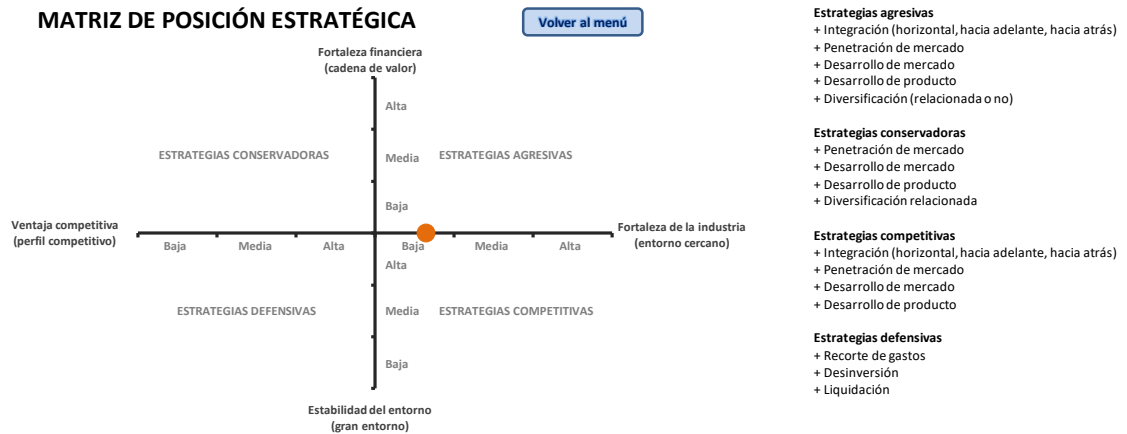 MATRIZ DE POSICIÓN ESTRATÉGICA
Volver al menú
Fortaleza financiera
(cadena de valor)
Alta
ESTRATEGIAS CONSERVADORAS
Media
ESTRATEGIAS AGRESIVAS
Baja
Ventaja competitiva
(perfil competitivo)
Baja
Media
Alta
Baja
Media
Alta
Fortaleza de la industria
(entorno cercano)
Alta
ESTRATEGIAS DEFENSIVAS
Media
ESTRATEGIAS COMPETITIVAS
Baja
Estabilidad del entorno
(gran entorno)
Estrategias agresivas
+ Integración (horizontal, hacia adelante, hacia atrás)
+ Penetración de mercado
+ Desarrollo de mercado
+ Desarrollo de producto
+ Diversificación (relacionada o no)
Estrategias conservadoras
+ Penetración de mercado
+ Desarrollo de mercado
+ Desarrollo de producto
+ Diversificación relacionada
Estrategias competitivas
+ Integración (horizontal, hacia adelante, hacia atrás)
+ Penetración de mercado
+ Desarrollo de mercado
+ Desarrollo de producto
Estrategias defensivas
+ Recorte de gastos
+ Desinversión
+ Liquidación